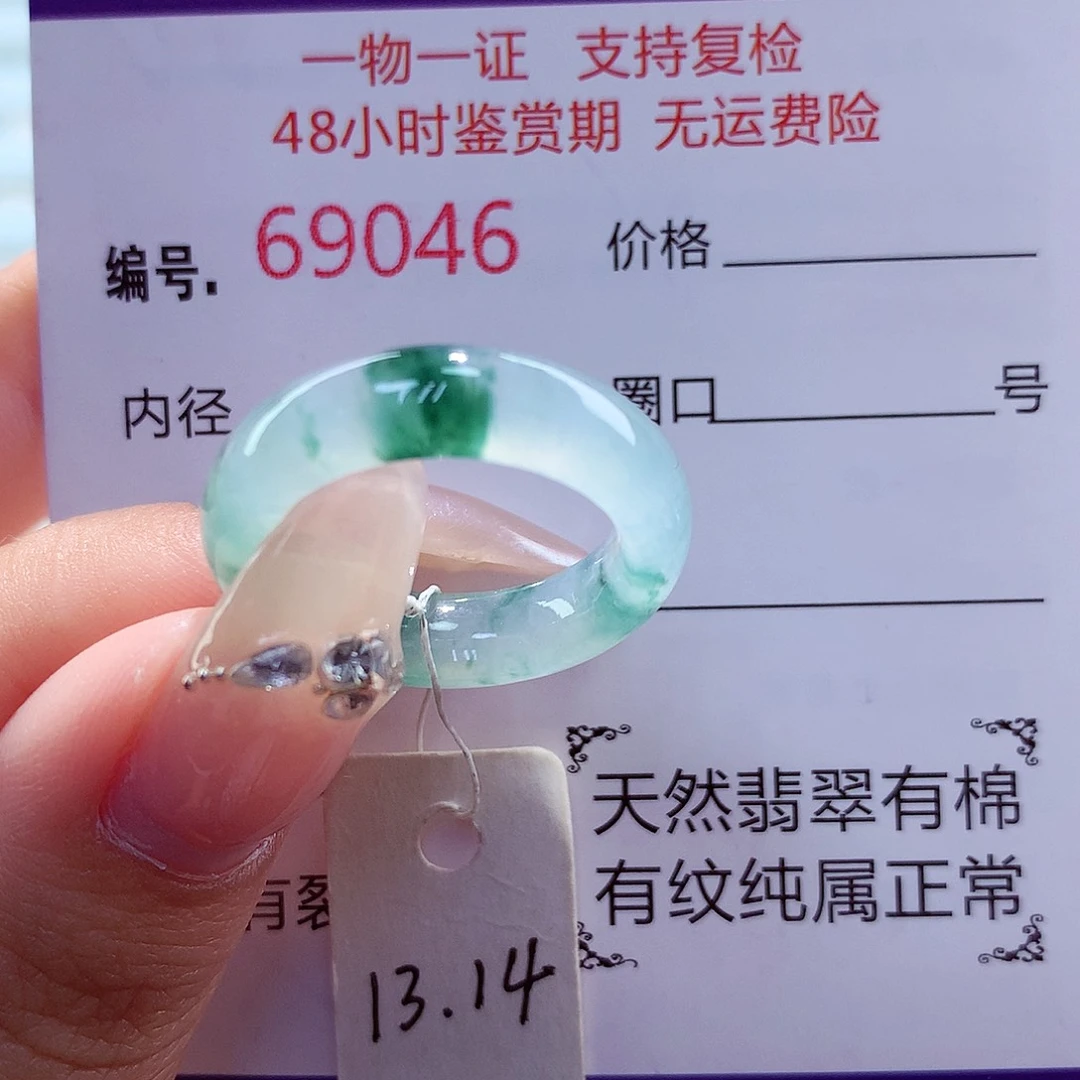 一物一证 支持复检
48小时鉴赏期 无运费险
编号. 69046 价格
内径 圈口 号
天然翡翠有棉
有纹纯属正常
有裂
13.14